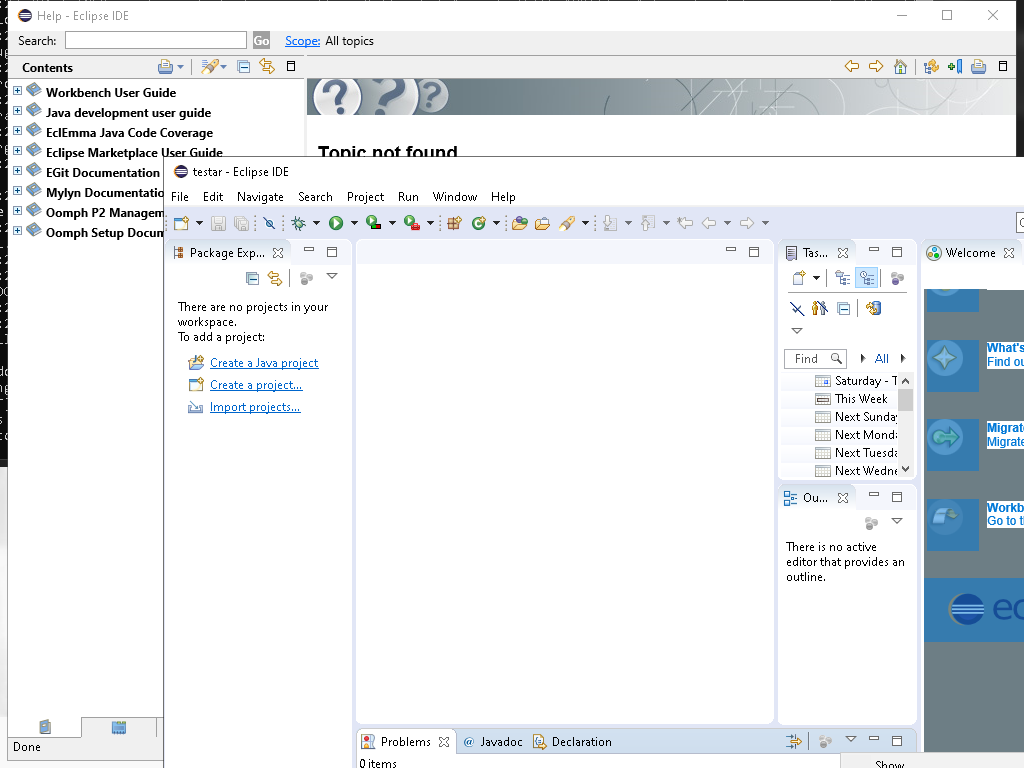 Help - Eclipse IDE
Search:
Go
Scope: All topics
Contents
Workbench User Guide
Java development user guide
EclEmma Java Code Coverage
Eclipse Marketplace User Guide
EGit Documentation
Mylyn Documentatio
Oomph P2 Managem
Oomph Setup Docum
Topic not found
testar - Eclipse IDE
File Edit Navigate Search Project Run Window Help
Package Exp...
There are no projects in your
workspace.
To add a project:
Create a Java project
Create a project...
Import projects...
Tas...
Find
All
Saturday - T
This Week
Next Sunday
Next Monda
Next Tuesda
Next Wedne
Ou...
There is no active
editor that provides an
outline.
Welcome
What's
Find ou
Migrate
Migrate
Workb
Go to t
ec
Problems
@ Javadoc
Declaration
0 items
Show
Done